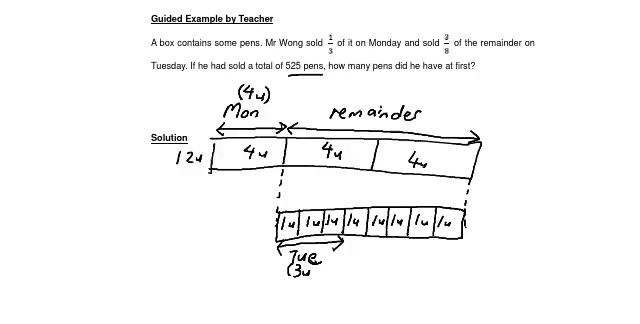 Guided Example by Teacher
A box contains some pens. Mr Wong sold 1/3 of it on Monday and sold 3/8 of the remainder on
Tuesday. If he had sold a total of 525 pens, how many pens did he have at first?
(4u)
Mon remainder
Solution
12u 4u 4u 4u
1u 1u 1u 1u 1u 1u 1u 1u
Tue
(3u